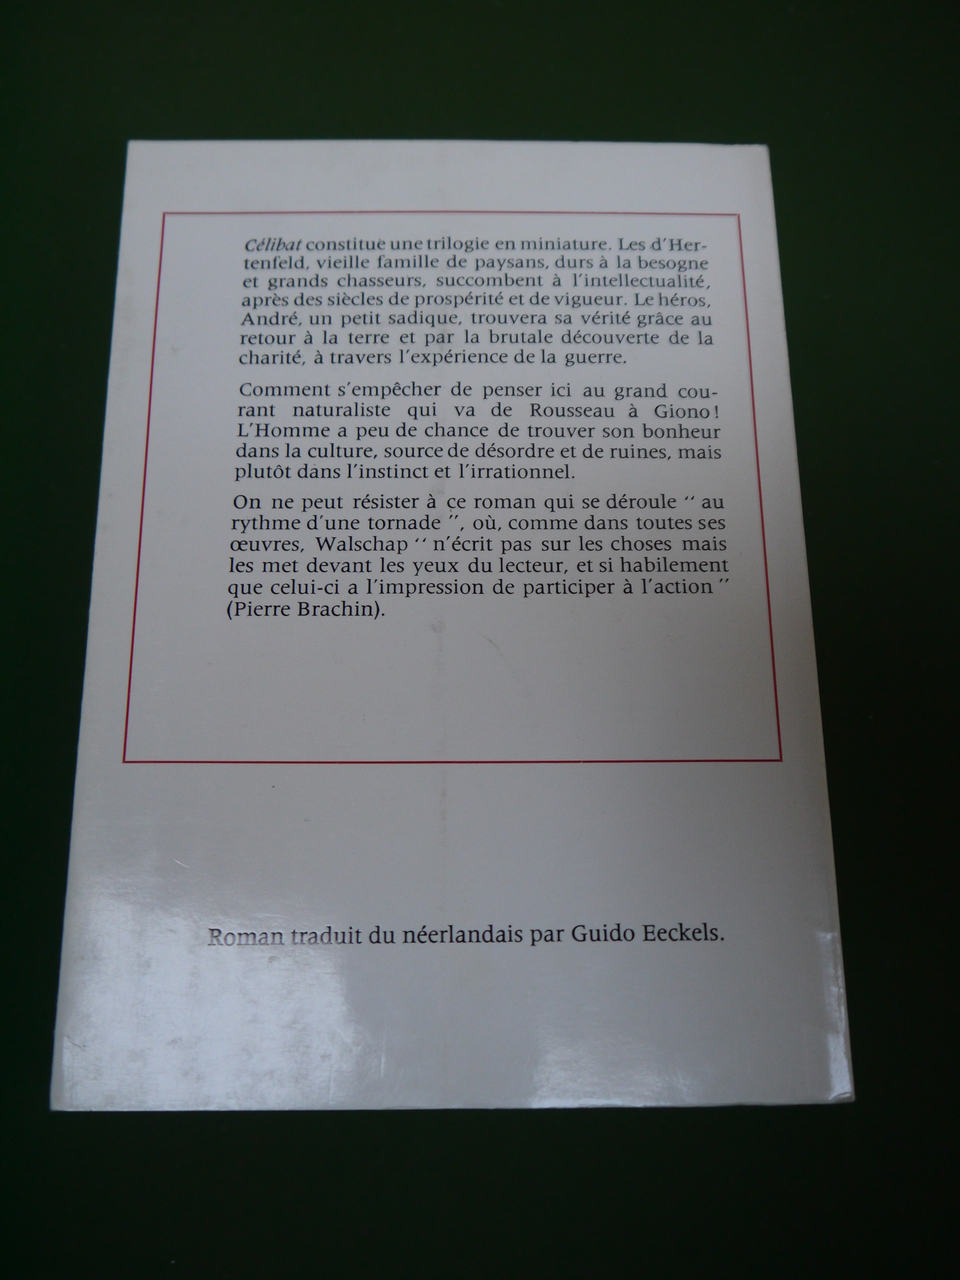 Célibat constitue une trilogie en miniature. Les d'Her-
tenfeld, vieille famille de paysans, durs à la besogne
et grands chasseurs, succombent à l'intellectualité,
après des siècles de prospérité et de vigueur. Le héros,
André, un petit sadique, trouvera sa vérité grâce au
retour à la terre et par la brutale découverte de la
charité, à travers l'expérience de la guerre.
Comment s'empêcher de penser ici au grand cou-
rant naturaliste qui va de Rousseau à Giono!
L'Homme a peu de chance de trouver son bonheur
dans la culture, source de désordre et de ruines, mais
plutôt dans l'instinct et l'irrationnel.
On ne peut résister à ce roman qui se déroule " au
rythme d'une tornade ", où, comme dans toutes ses
œuvres, Walschap " n'écrit pas sur les choses mais
les met devant les yeux du lecteur, et si habilement
que celui-ci a l'impression de participer à l'action "
(Pierre Brachin).
Roman traduit du néerlandais par Guido Eeckels.